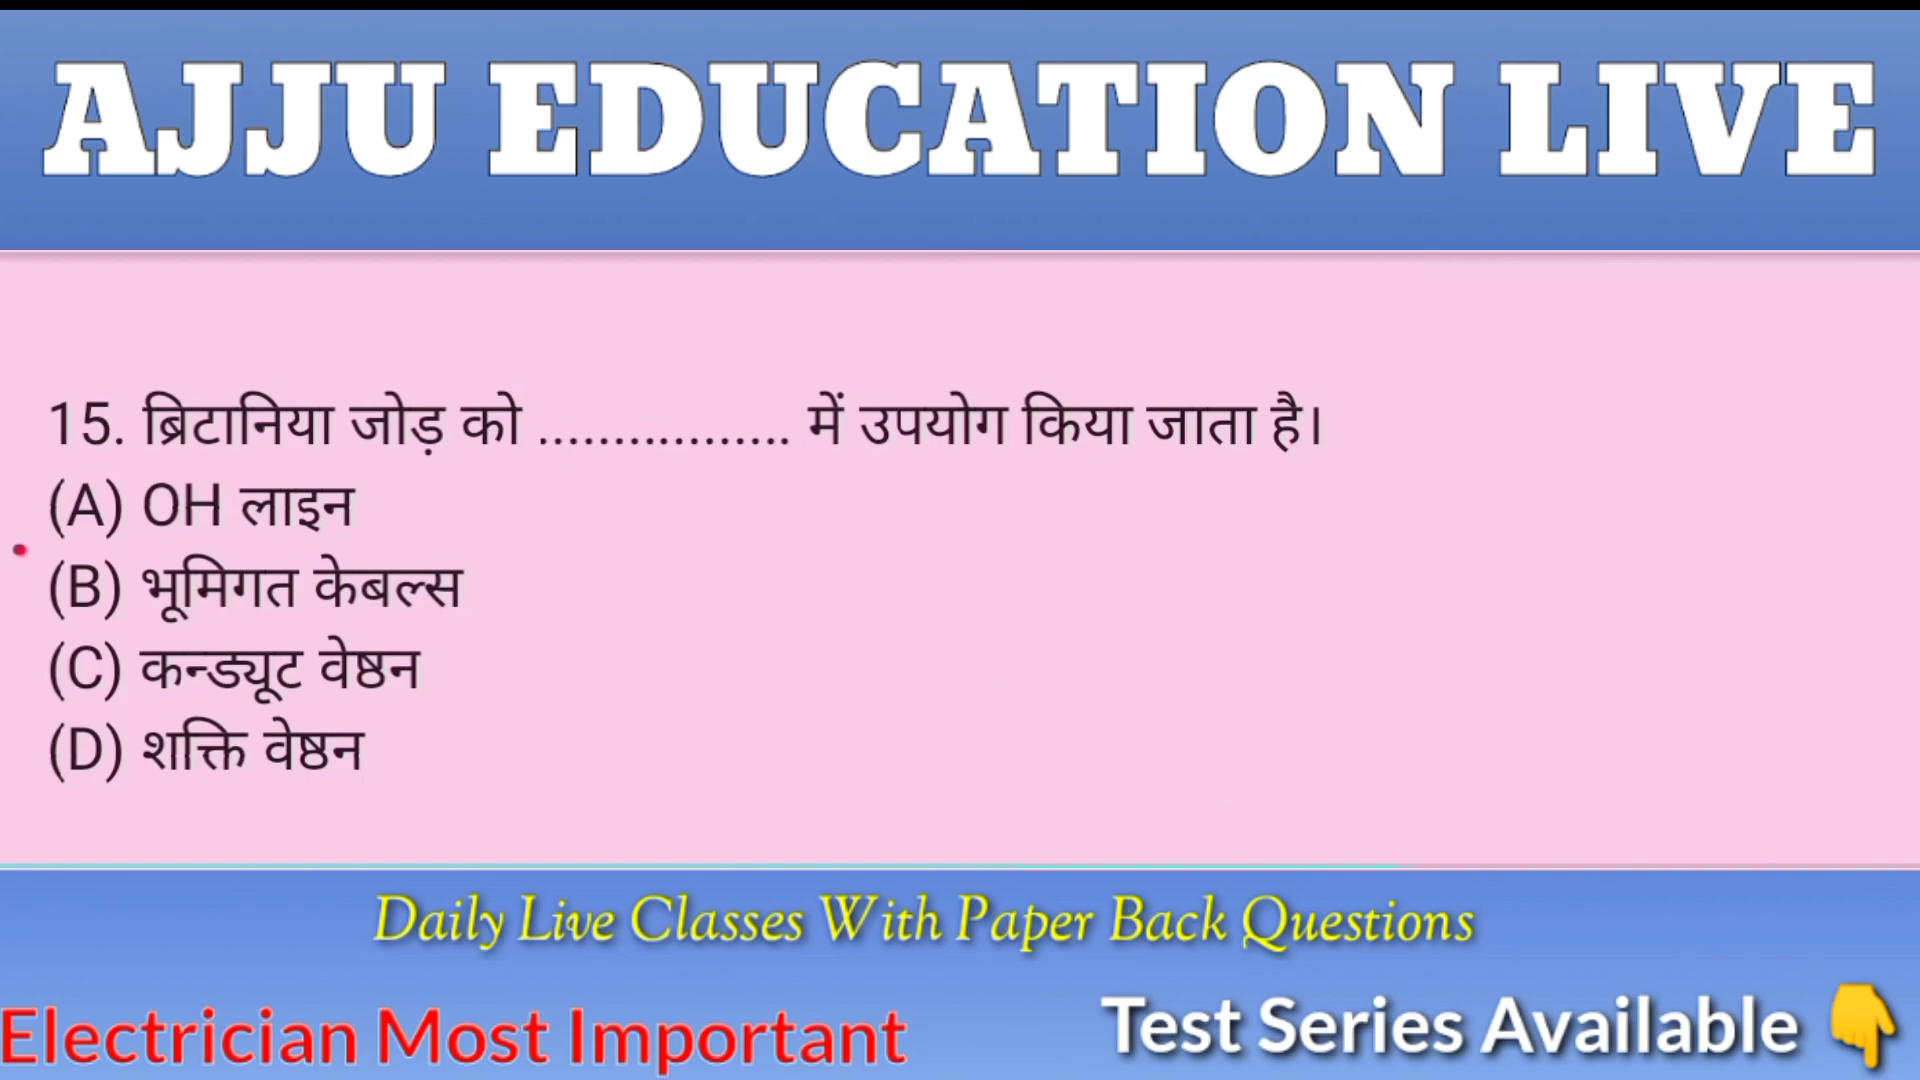 AJJU EDUCATION LIVE
15. ब्रिटानिया जोड़ को ................. में उपयोग किया जाता है।
(A) OH लाइन
(B) भूमिगत केबल्स
(C) कन्ड्यूट वेष्ठन
(D) शक्ति वेष्ठन
Daily Live Classes With Paper Back Questions
Electrician Most Important
Test Series Available 👇